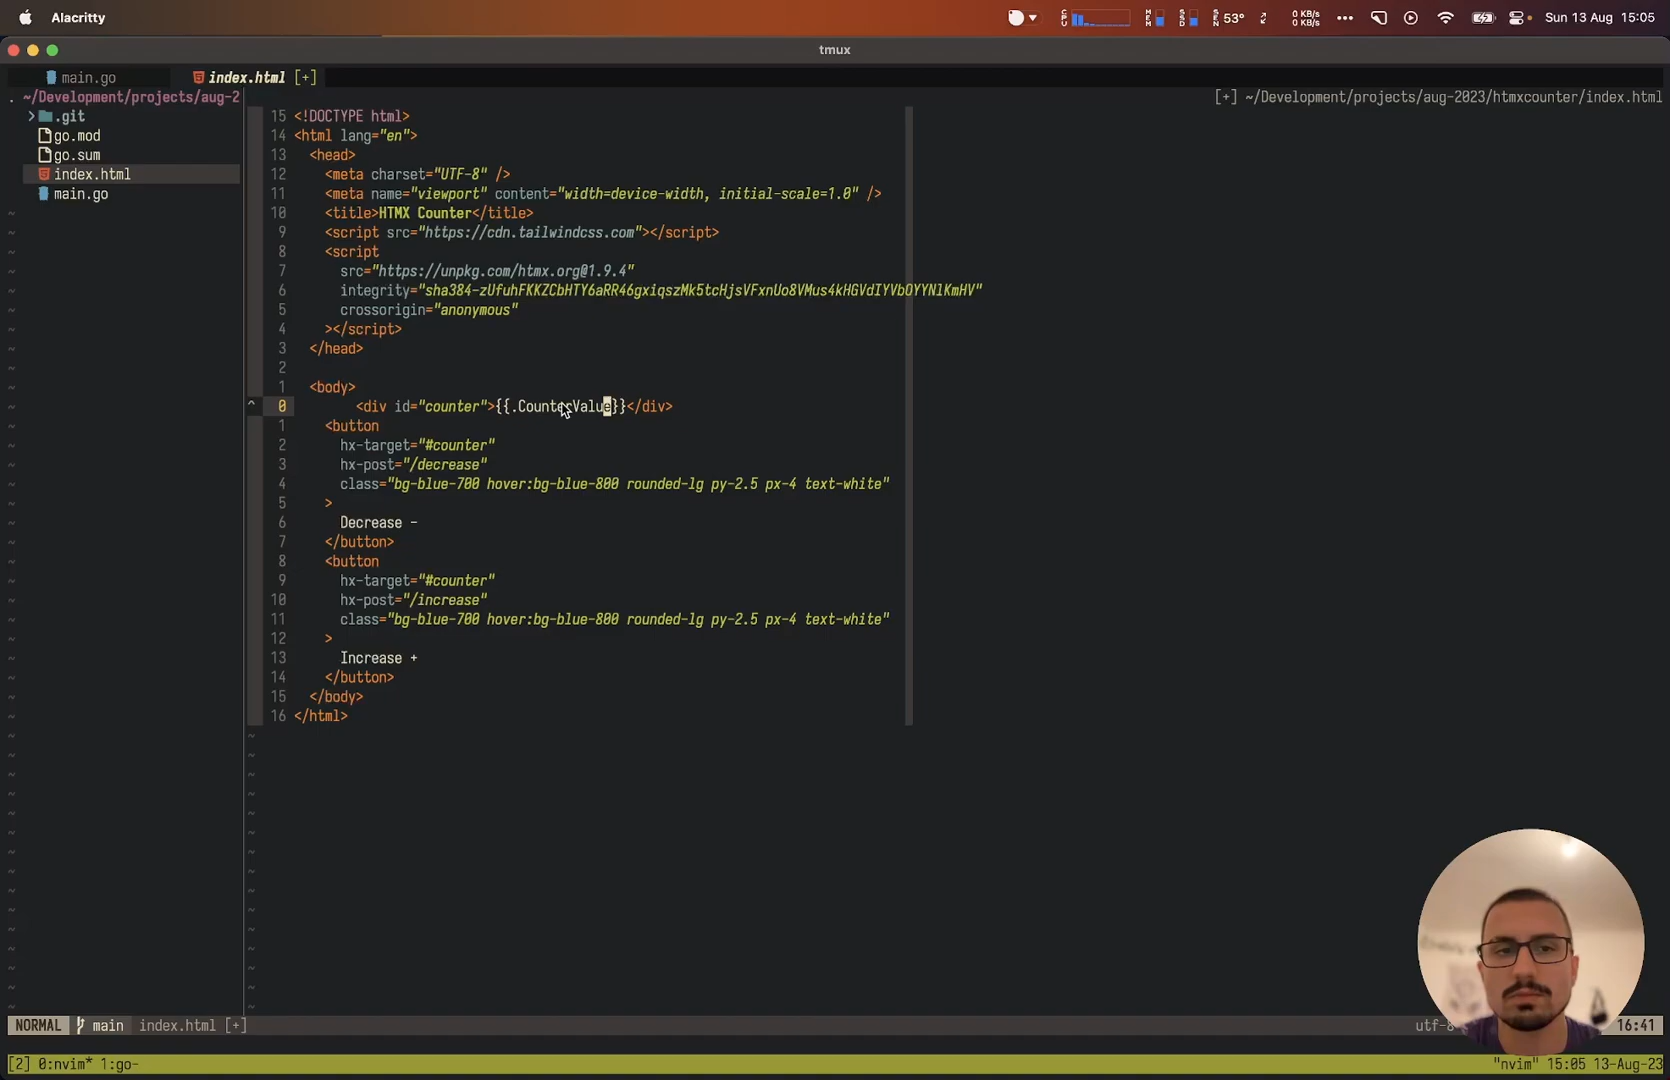 Alacritty
CPU MEM SSD SEN 53° 0 KB/s 0 KB/s Sun 13 Aug 15:05
tmux
main.go index.html [+]
~/Development/projects/aug-2 [+] ~/Development/projects/aug-2023/htmxcounter/index.html
.git
go.mod
go.sum
index.html
main.go
15 <!DOCTYPE html>
14 <html lang="en">
13 <head>
12 <meta charset="UTF-8" />
11 <meta name="viewport" content="width=device-width, initial-scale=1.0" />
10 <title>HTMX Counter</title>
9 <script src="https://cdn.tailwindcss.com"></script>
8 <script
7 src="https://unpkg.com/htmx.org@1.9.4"
6 integrity="sha384-zUfuhFKKZCbHTY6aRR46gxiqszMk5tcHjsVFxnUo8VMus4kHGVdIYVbOYYNlKmHV"
5 crossorigin="anonymous"
4 ></script>
3 </head>
2
1 <body>
0 <div id="counter">{{.CounterValue}}</div>
1 <button
2 hx-target="#counter"
3 hx-post="/decrease"
4 class="bg-blue-700 hover:bg-blue-800 rounded-lg py-2.5 px-4 text-white"
5 >
6 Decrease -
7 </button>
8 <button
9 hx-target="#counter"
10 hx-post="/increase"
11 class="bg-blue-700 hover:bg-blue-800 rounded-lg py-2.5 px-4 text-white"
12 >
13 Increase +
14 </button>
15 </body>
16 </html>
NORMAL main index.html [+] utf-8 16:41
[2] 0:nvim* 1:go- "nvim" 15:05 13-Aug-23